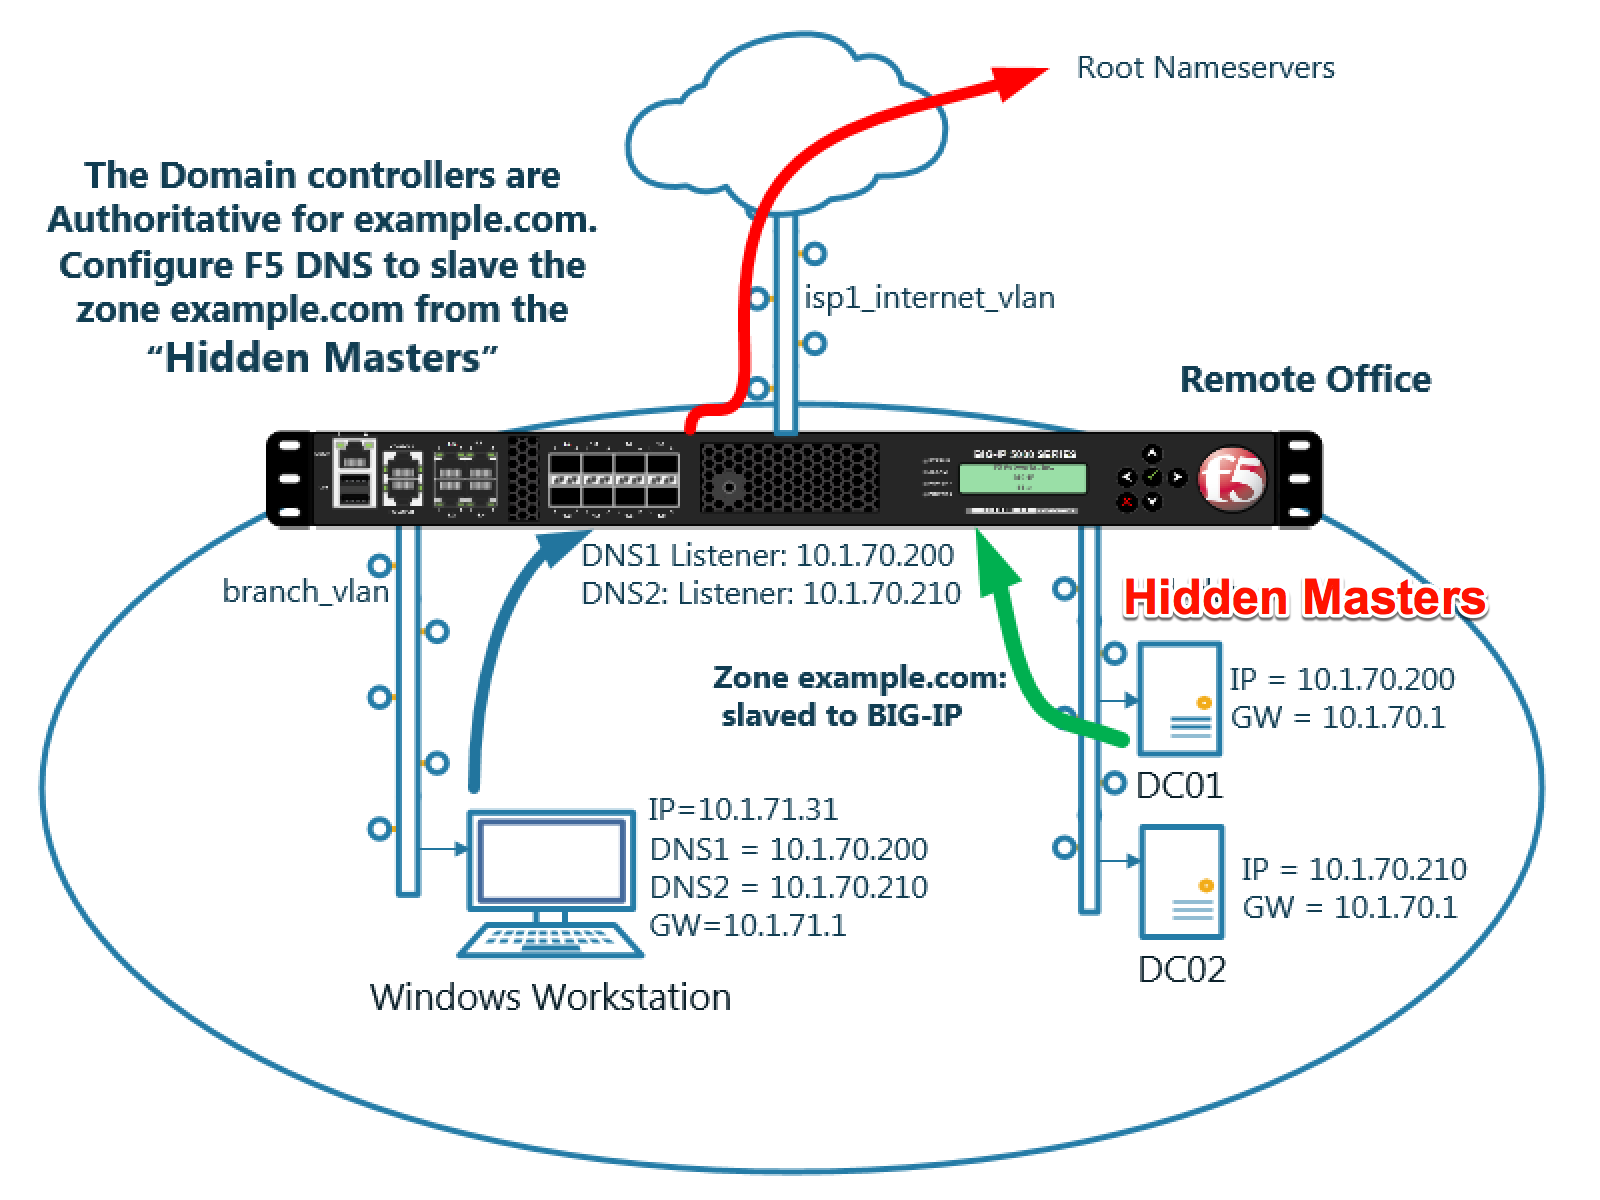 Root Nameservers
The Domain controllers are
Authoritative for example.com.
Configure F5 DNS to slave the
zone example.com from the
“Hidden Masters”
isp1_internet_vlan
Remote Office
BIG-IP 5000 SERIES
f5
DNS1 Listener: 10.1.70.200
DNS2: Listener: 10.1.70.210
branch_vlan
Hidden Masters
Zone example.com:
slaved to BIG-IP
IP = 10.1.70.200
GW = 10.1.70.1
DC01
IP=10.1.71.31
DNS1 = 10.1.70.200
DNS2 = 10.1.70.210
GW=10.1.71.1
Windows Workstation
IP = 10.1.70.210
GW = 10.1.70.1
DC02